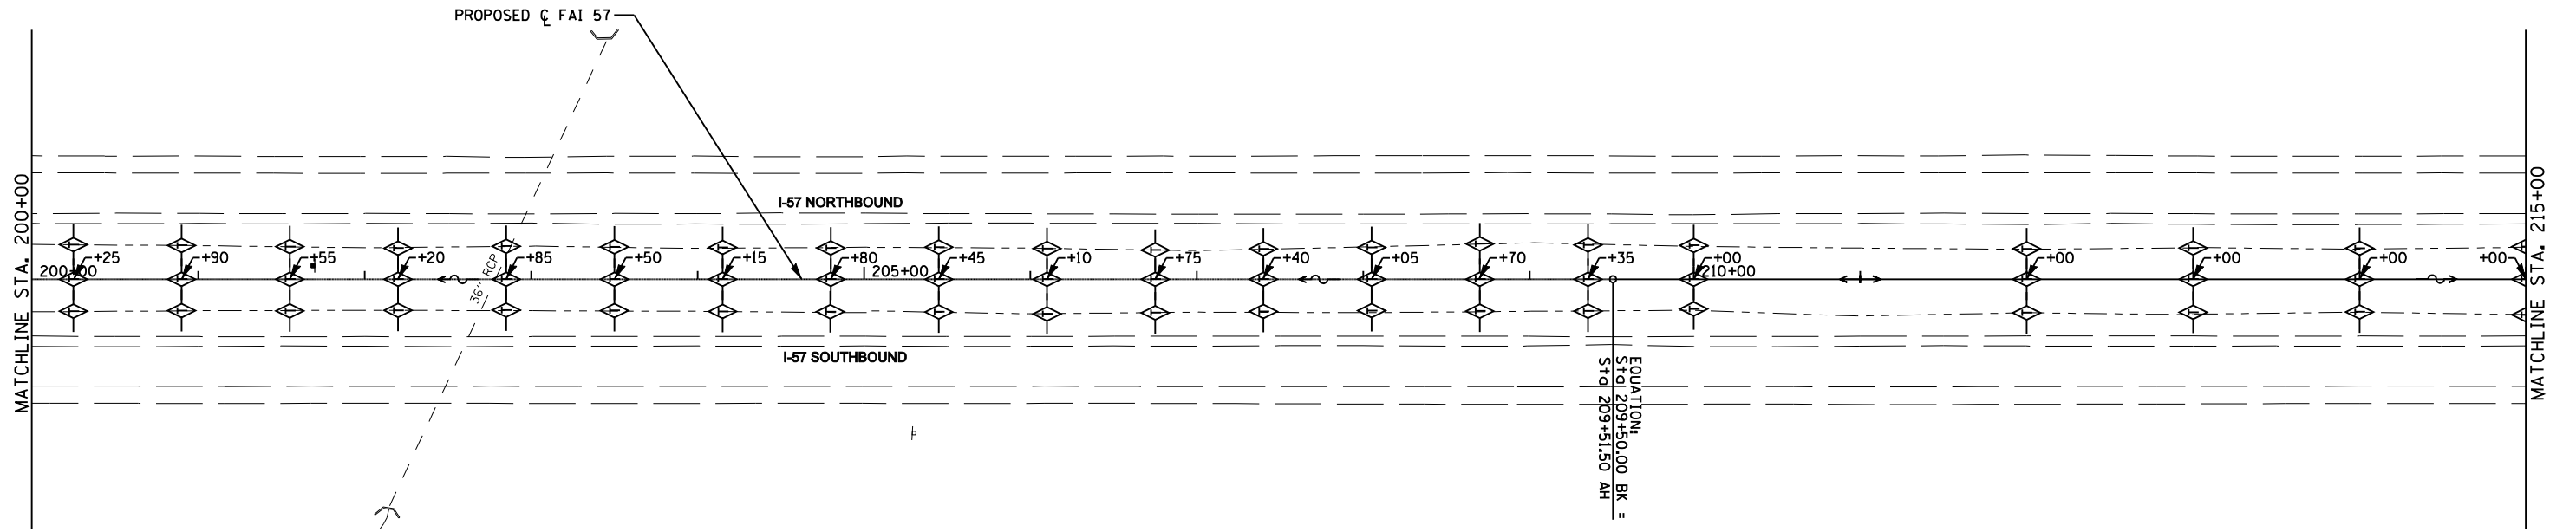 PROPOSED ℄ FAI 57
MATCHLINE STA. 200+00
I-57 NORTHBOUND
200+00
+25
+90
+55
+20
+85
+50
+15
+80
205+00
+45
+10
+75
+40
+05
+70
+35
+00
210+00
+00
+00
+00
+00
36" RCP
I-57 SOUTHBOUND
EQUATION:
Sta 209+50.00 BK =
Sta 209+51.50 AH
MATCHLINE STA. 215+00